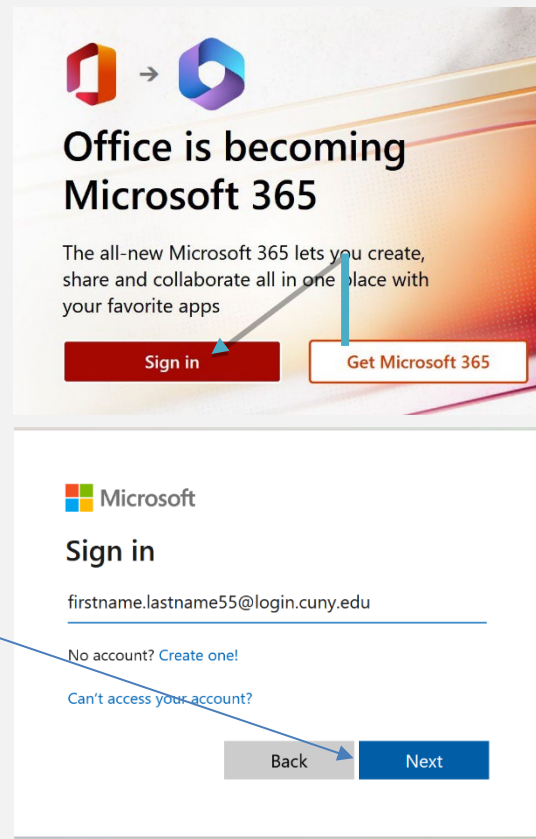 Office is becoming
Microsoft 365
The all-new Microsoft 365 lets you create,
share and collaborate all in one place with
your favorite apps
Sign in
Get Microsoft 365
Microsoft
Sign in
firstname.lastname55@login.cuny.edu
No account? Create one!
Can't access your account?
Back
Next